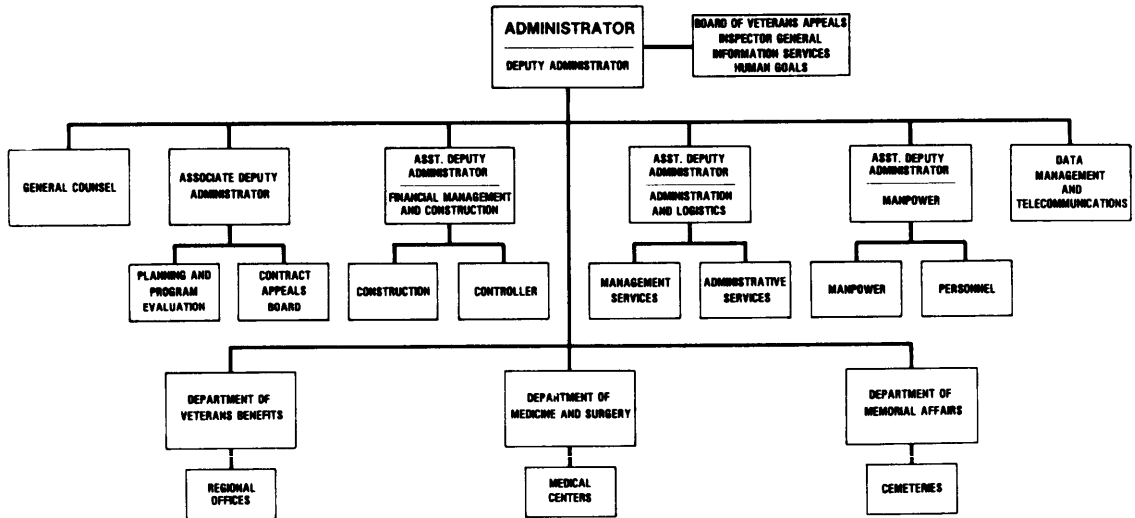 ADMINISTRATOR
DEPUTY ADMINISTRATOR
BOARD OF VETERANS APPEALS
INSPECTOR GENERAL
INFORMATION SERVICES
HUMAN GOALS
GENERAL COUNSEL
ASSOCIATE DEPUTY
ADMINISTRATOR
ASST. DEPUTY
ADMINISTRATOR
FINANCIAL MANAGEMENT
AND CONSTRUCTION
ASST. DEPUTY
ADMINISTRATOR
ADMINISTRATION
AND LOGISTICS
ASST. DEPUTY
ADMINISTRATOR
MANPOWER
DATA
MANAGEMENT
AND
TELECOMMUNICATIONS
PLANNING AND
PROGRAM
EVALUATION
CONTRACT
APPEALS
BOARD
CONSTRUCTION
CONTROLLER
MANAGEMENT
SERVICES
ADMINISTRATIVE
SERVICES
MANPOWER
PERSONNEL
DEPARTMENT OF
VETERANS BENEFITS
DEPARTMENT OF
MEDICINE AND SURGERY
DEPARTMENT OF
MEMORIAL AFFAIRS
REGIONAL
OFFICES
MEDICAL
CENTERS
CEMETERIES